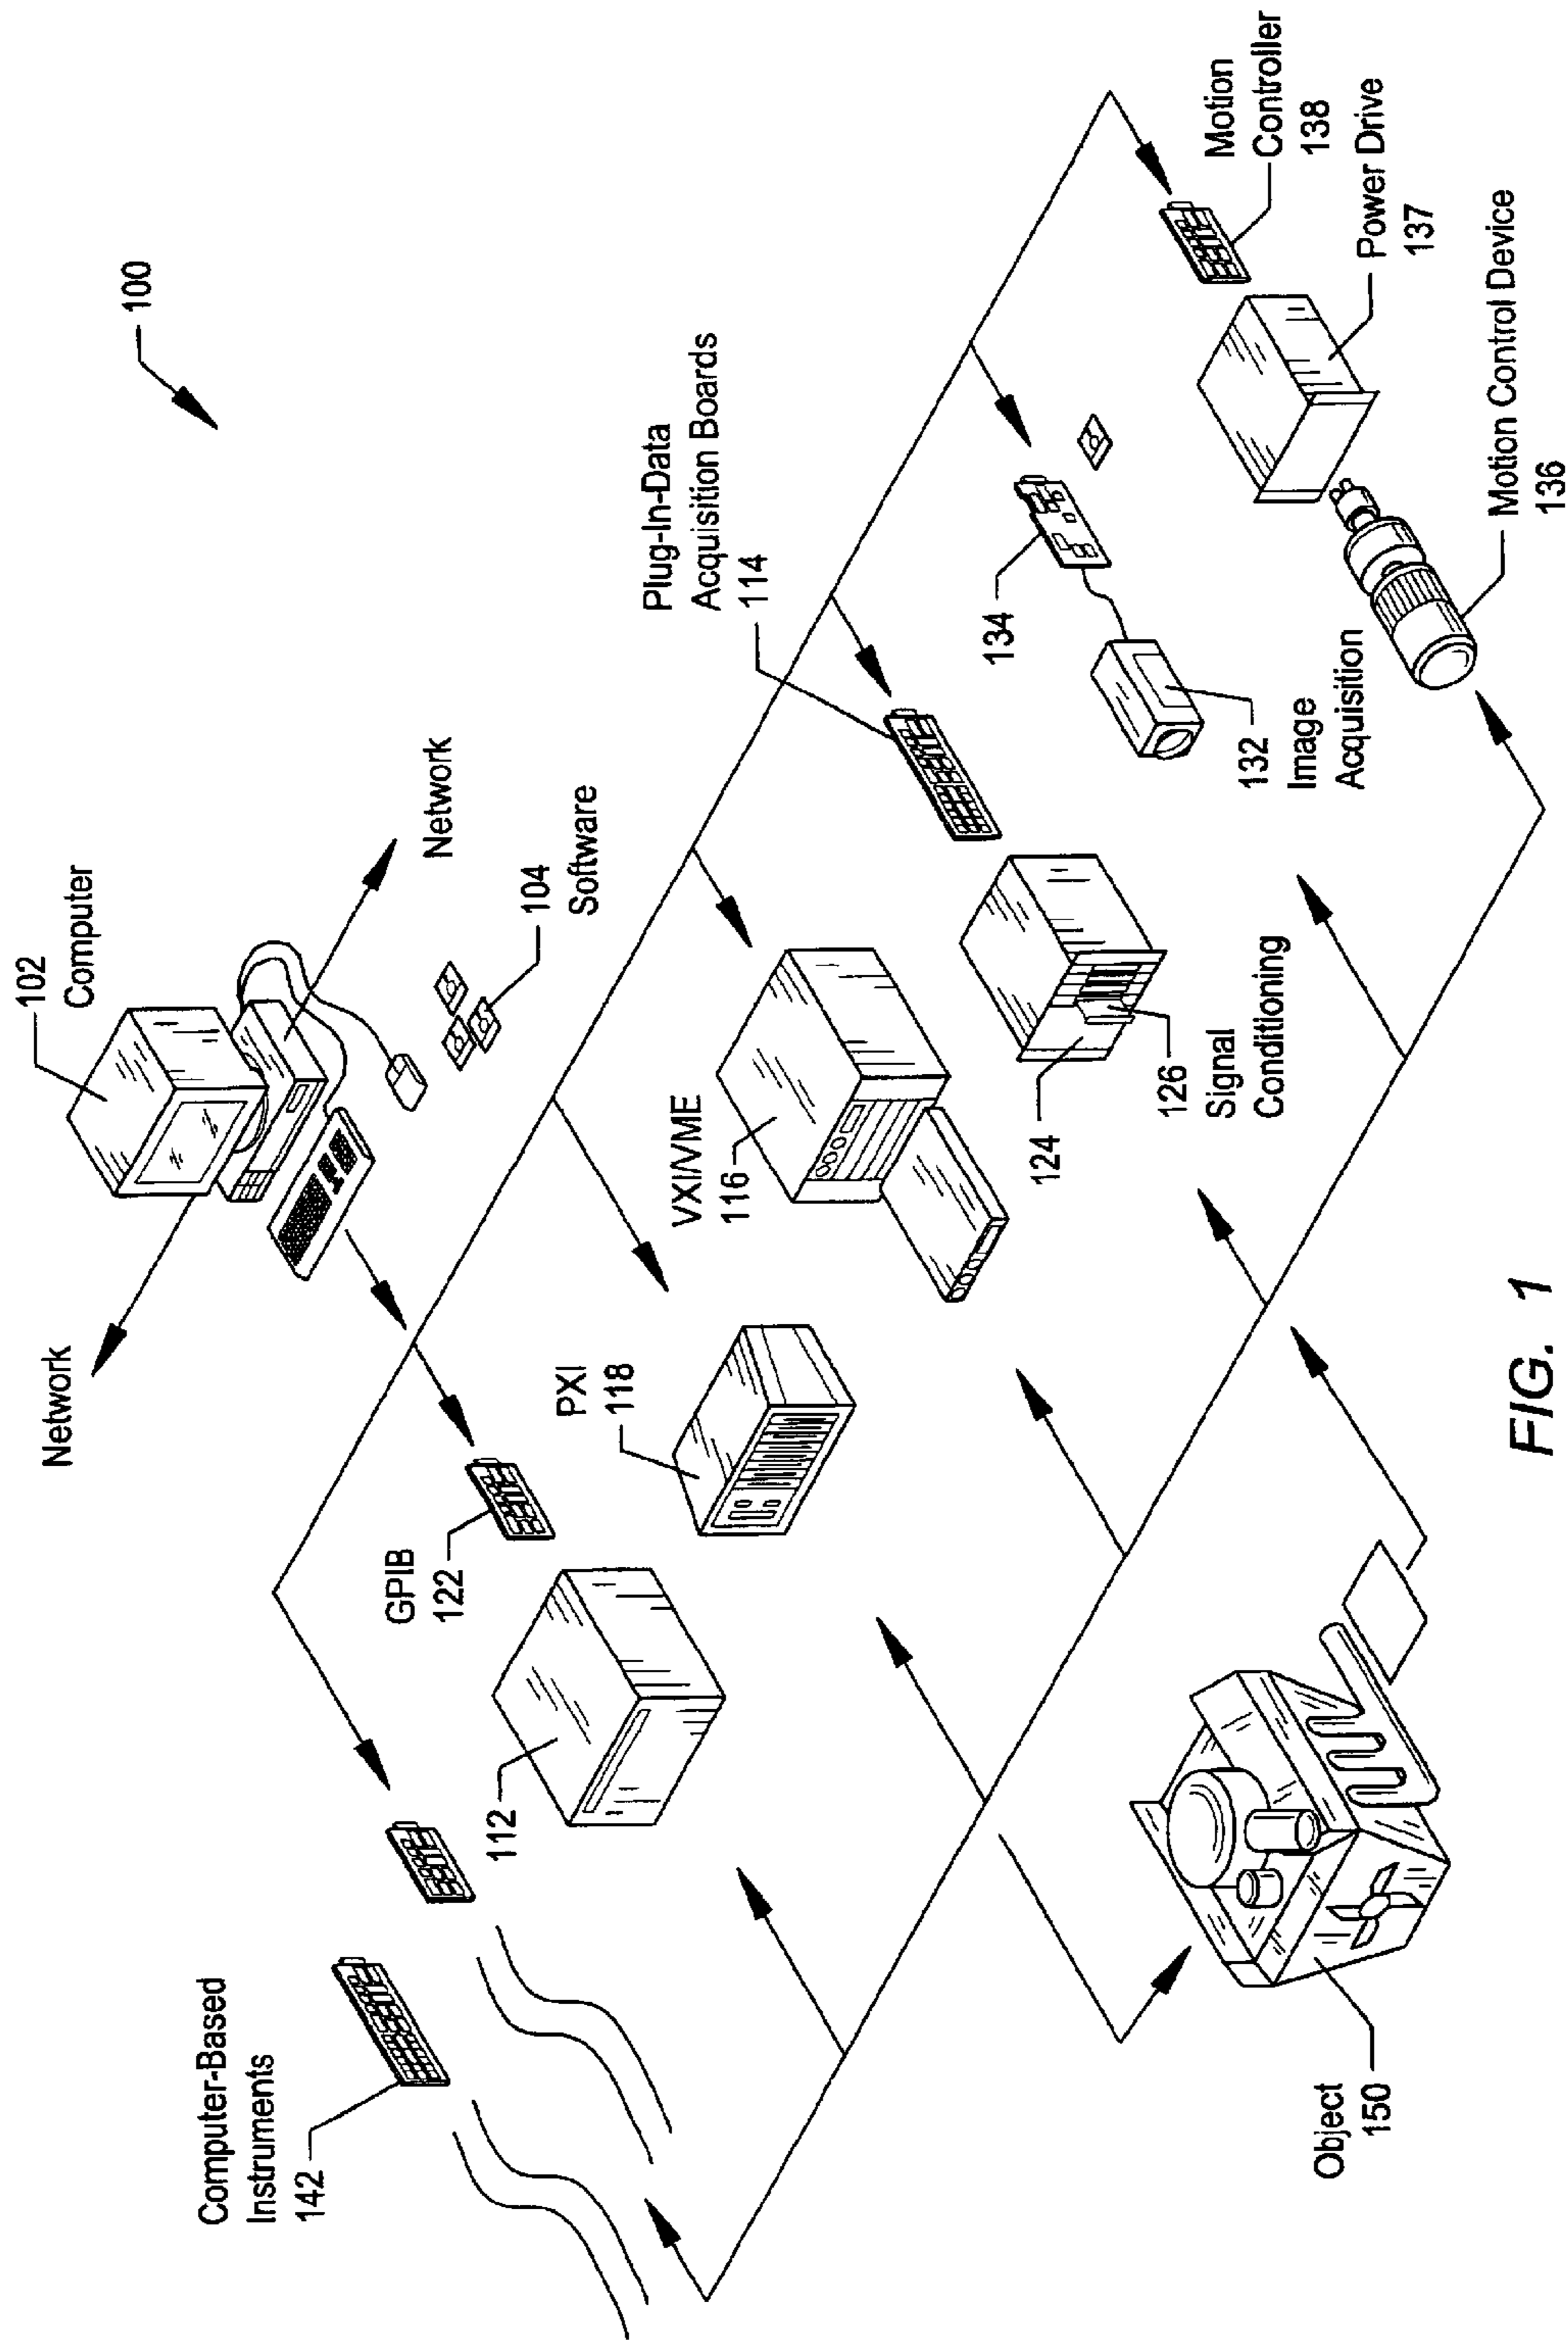 100
102
Computer
Network
Network
104
Software
Computer-Based
Instruments
142
GPIB
122
112
PXI
118
VXI/VME
116
Plug-In-Data
Acquisition Boards
114
124
126
Signal
Conditioning
134
132
Image
Acquisition
Motion
Controller
138
Power Drive
137
Motion Control Device
136
Object
150
FIG. 1